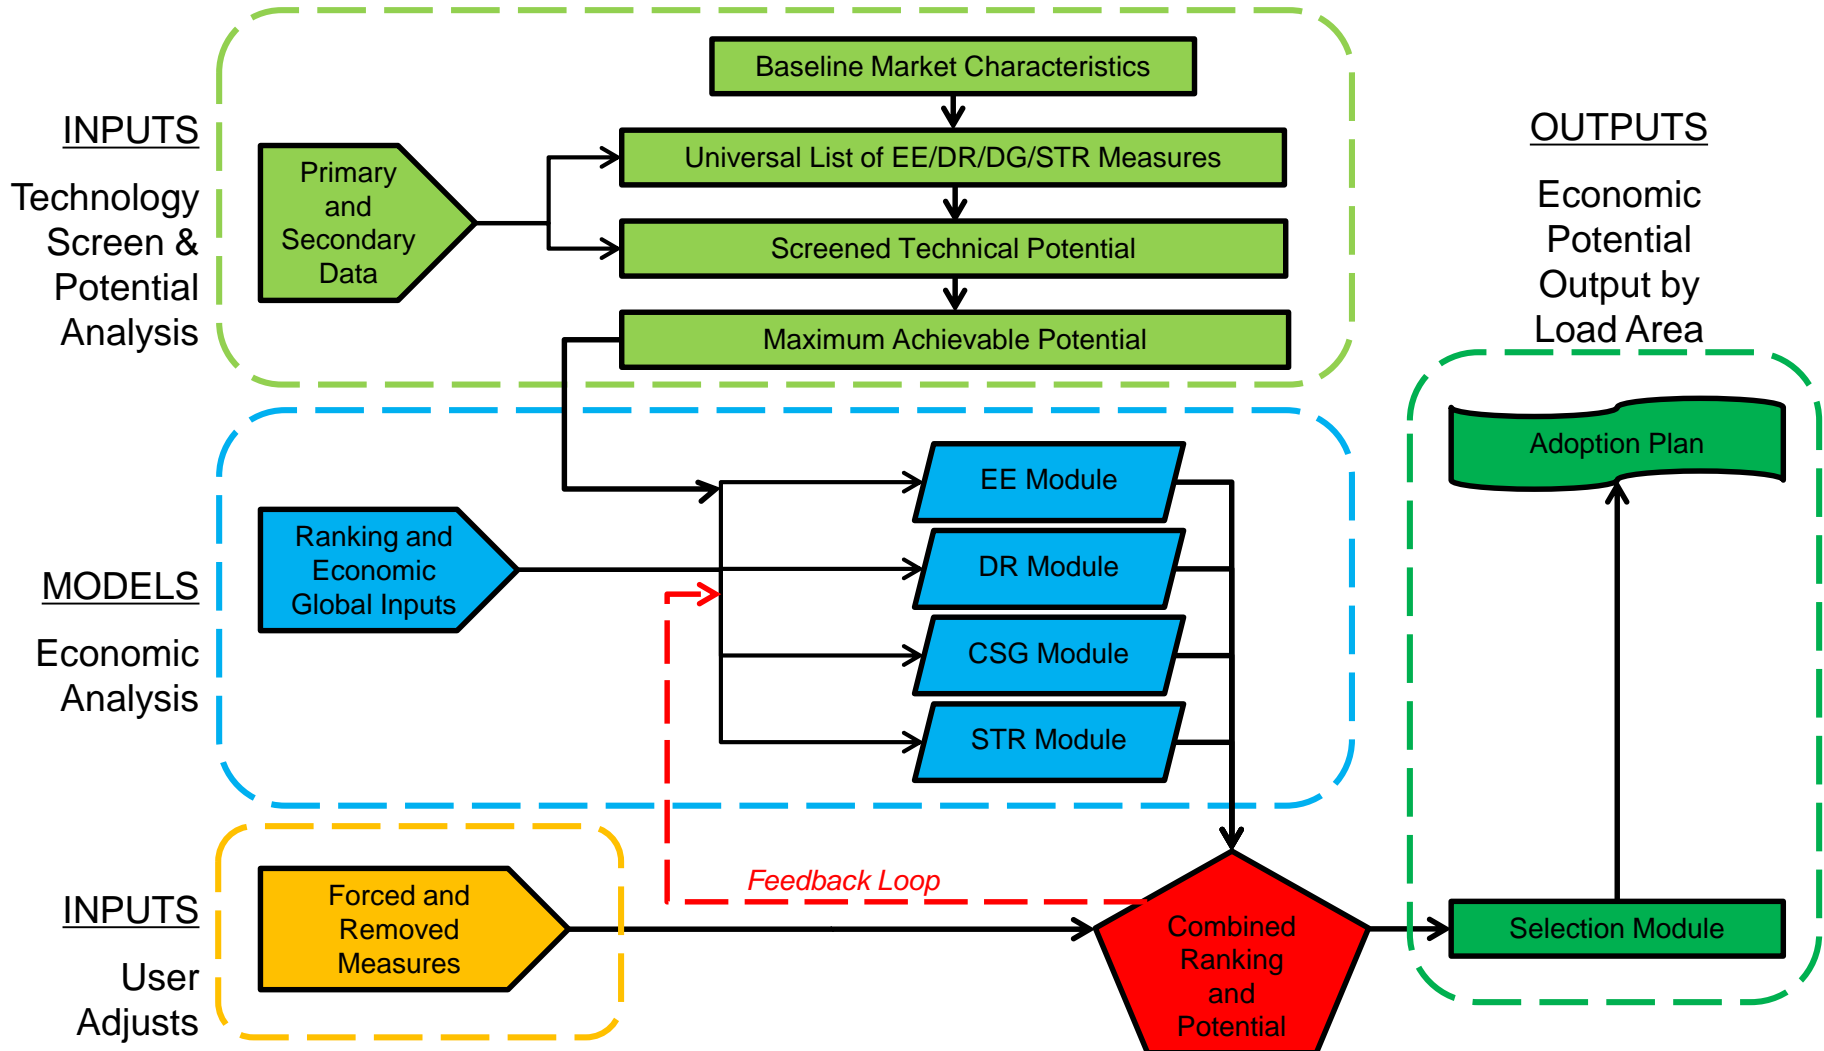 Baseline Market Characteristics
INPUTS
Technology
Screen &
Potential
Analysis
Primary
and
Secondary
Data
Universal List of EE/DR/DG/STR Measures
Screened Technical Potential
Maximum Achievable Potential
OUTPUTS
Economic
Potential
Output by
Load Area
MODELS
Economic
Analysis
Ranking and
Economic
Global Inputs
EE Module
DR Module
CSG Module
STR Module
Adoption Plan
INPUTS
User
Adjusts
Forced and
Removed
Measures
Feedback Loop
Combined
Ranking
and
Potential
Selection Module